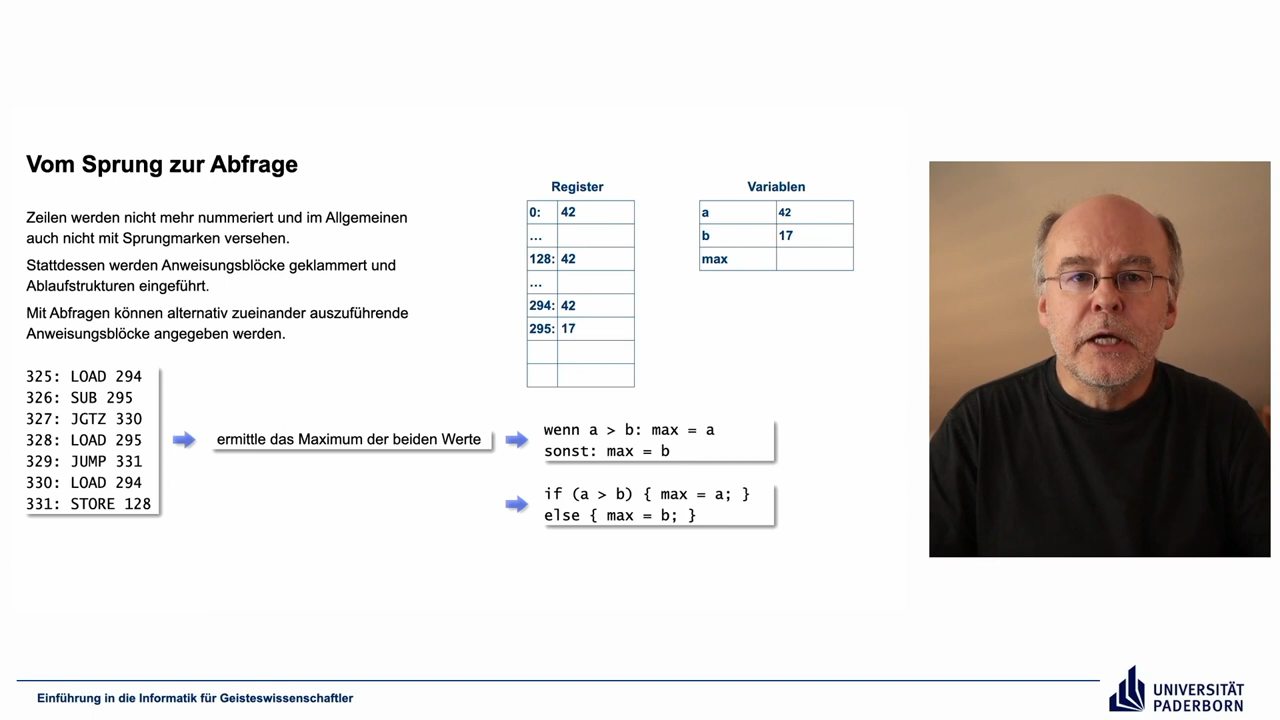 Vom Sprung zur Abfrage
Zeilen werden nicht mehr nummeriert und im Allgemeinen
auch nicht mit Sprungmarken versehen.
Stattdessen werden Anweisungsblöcke geklammert und
Ablaufstrukturen eingeführt.
Mit Abfragen können alternativ zueinander auszuführende
Anweisungsblöcke angegeben werden.
325: LOAD 294
326: SUB 295
327: JGTZ 330
328: LOAD 295
329: JUMP 331
330: LOAD 294
331: STORE 128
ermittle das Maximum der beiden Werte
Register
0: 42
...
128: 42
...
294: 42
295: 17
Variablen
a 42
b 17
max
wenn a > b: max = a
sonst: max = b
if (a > b) { max = a; }
else { max = b; }
Einführung in die Informatik für Geisteswissenschaftler
UNIVERSITÄT
PADERBORN